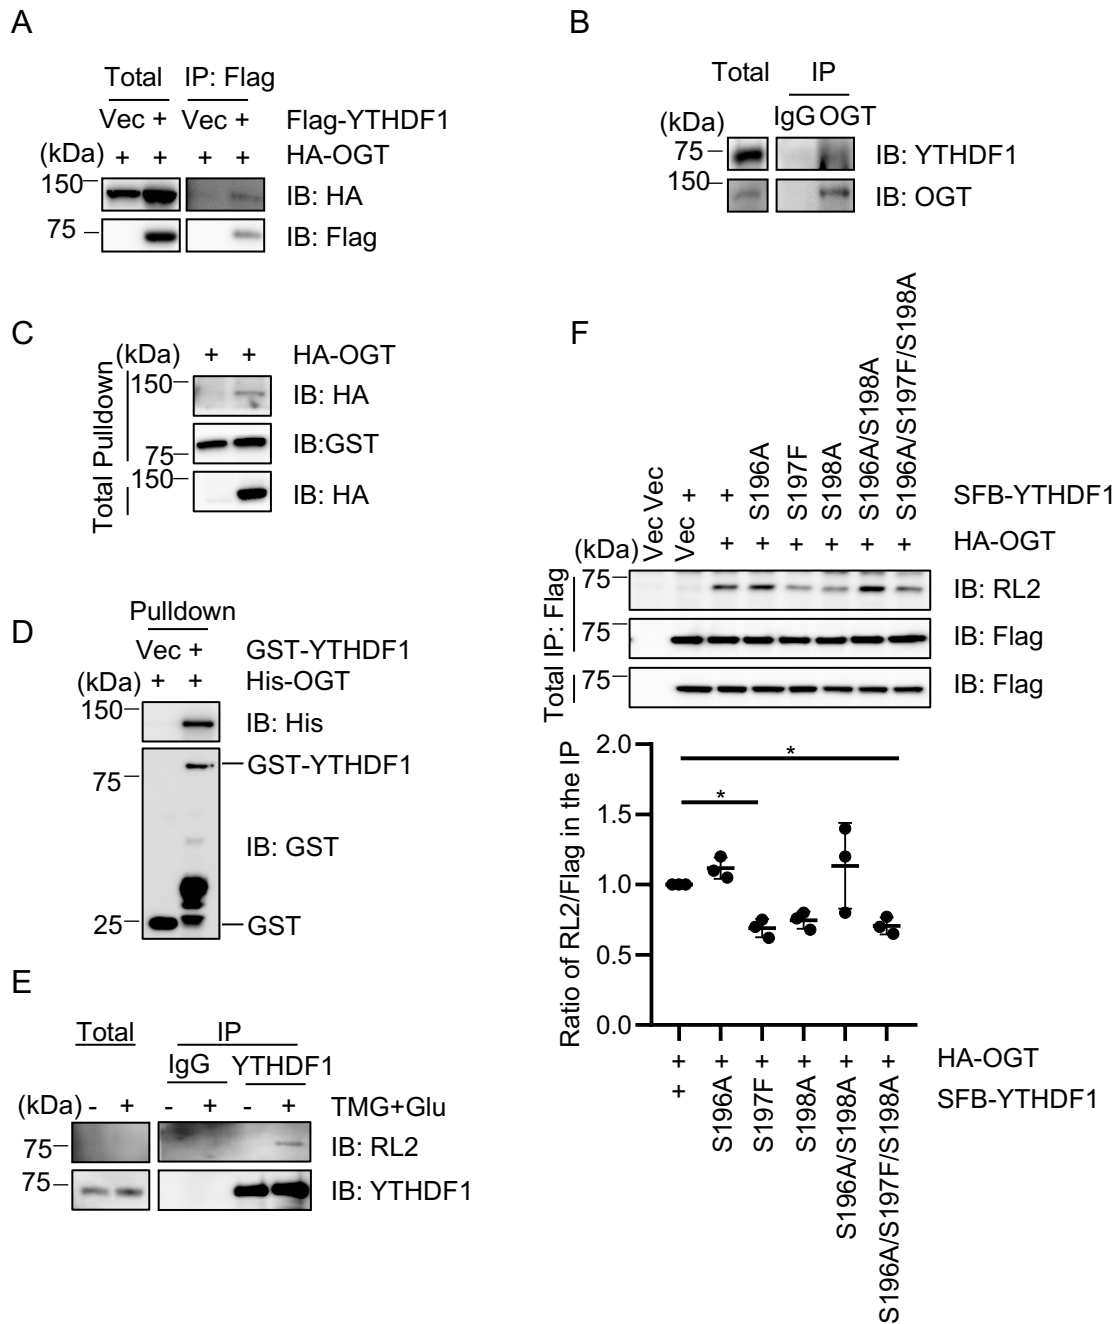 A
Total IP: Flag
Vec + Vec + Flag-YTHDF1
(kDa) + + + + HA-OGT
150 IB: HA
75 IB: Flag
B
Total IP
IgG OGT
(kDa)
75 IB: YTHDF1
150 IB: OGT
C
(kDa) + + HA-OGT
Pulldown
150 IB: HA
75 IB:GST
Total
150 IB: HA
D
Pulldown
Vec + GST-YTHDF1
(kDa) + + His-OGT
150 IB: His
GST-YTHDF1
75
IB: GST
25 GST
E
Total IP
IgG YTHDF1
(kDa) - + - + - + TMG+Glu
75 IB: RL2
75 IB: YTHDF1
F
Vec Vec + + S196A S197F S198A S196A/S198A S196A/S197F/S198A SFB-YTHDF1
(kDa) Vec + + + + + + HA-OGT
IP: Flag
75 IB: RL2
75 IB: Flag
Total
75 IB: Flag
Ratio of RL2/Flag in the IP
2.0
1.5
1.0
0.5
0.0
*
*
+ + + + + + HA-OGT
+ S196A S197F S198A S196A/S198A S196A/S197F/S198A SFB-YTHDF1